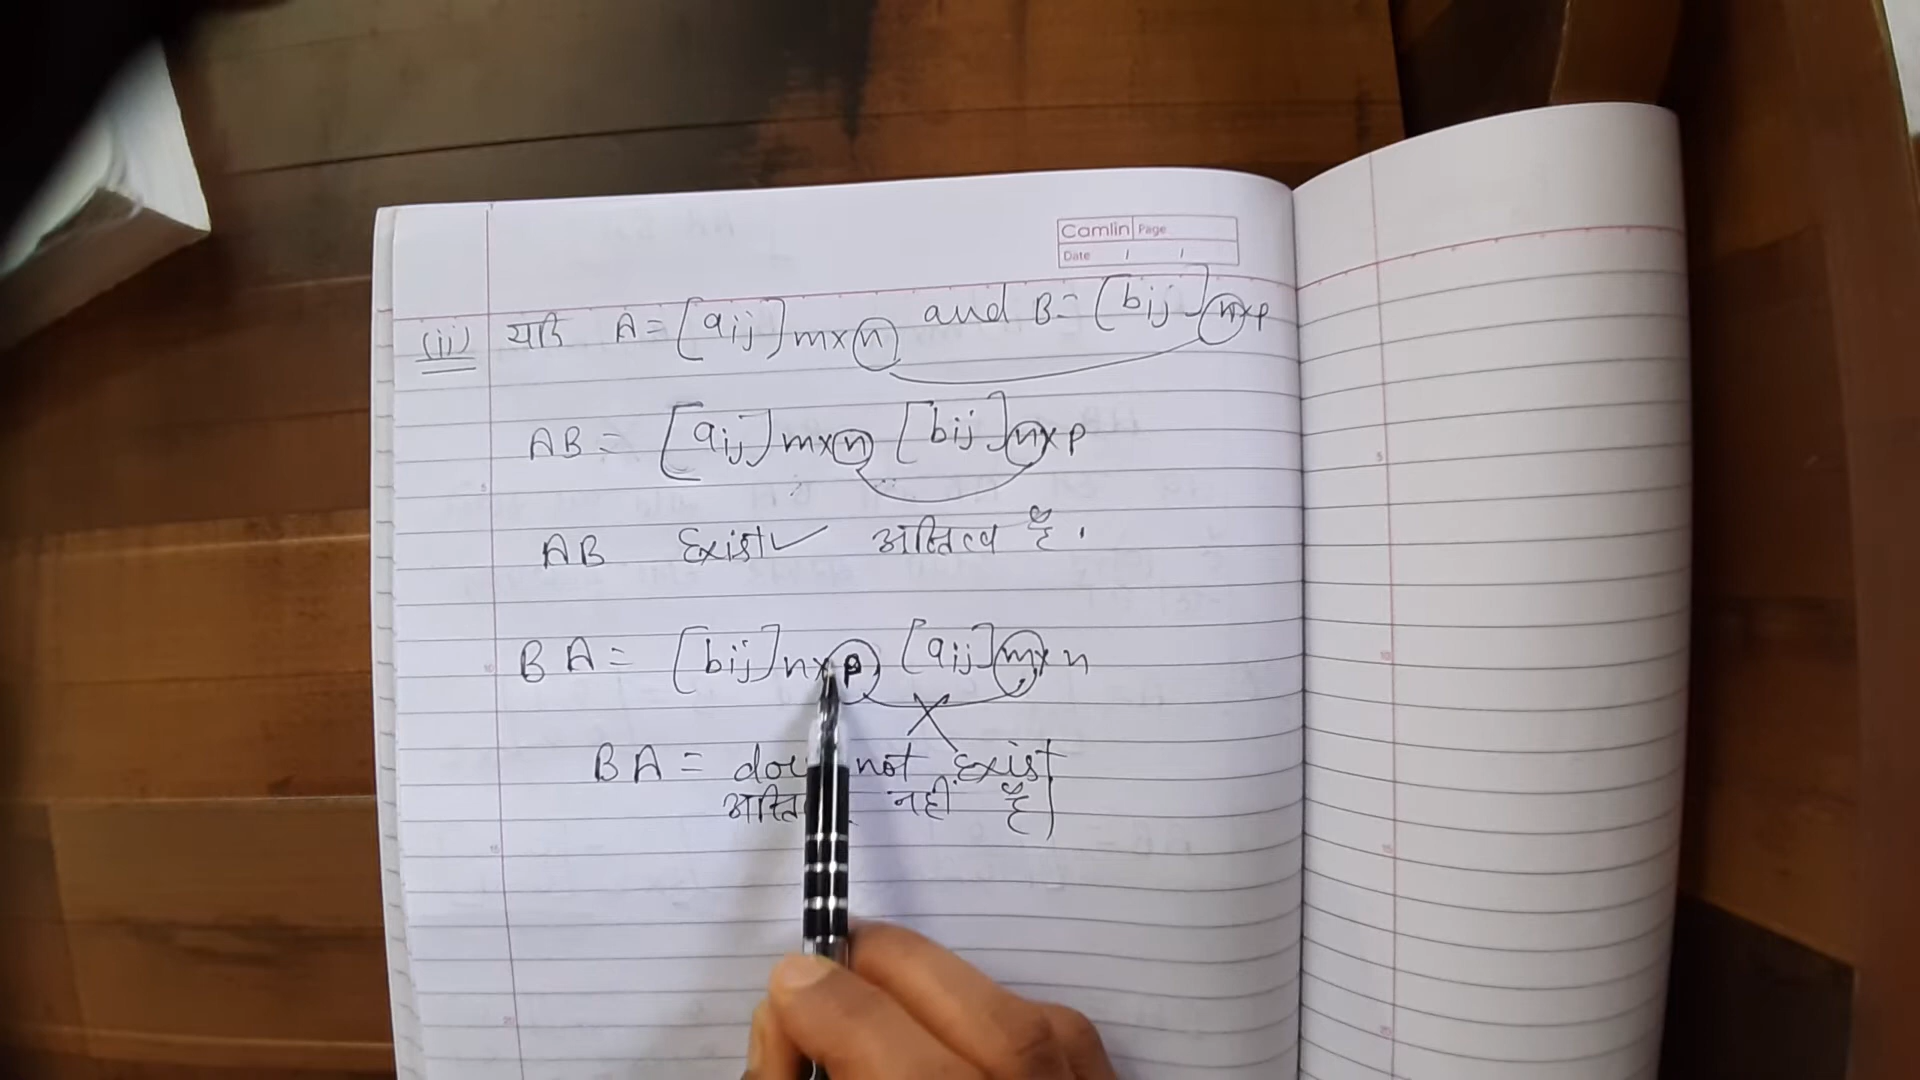 Camlin Page
Date / /
(ii) यदि A = [aij] m×n and B = [bij] n×p
AB = [aij] m×n [bij] n×p
AB Exist ✓ अस्तित्व है .
BA = [bij] n×p [aij] m×n
BA = not Exist
नहीं है।